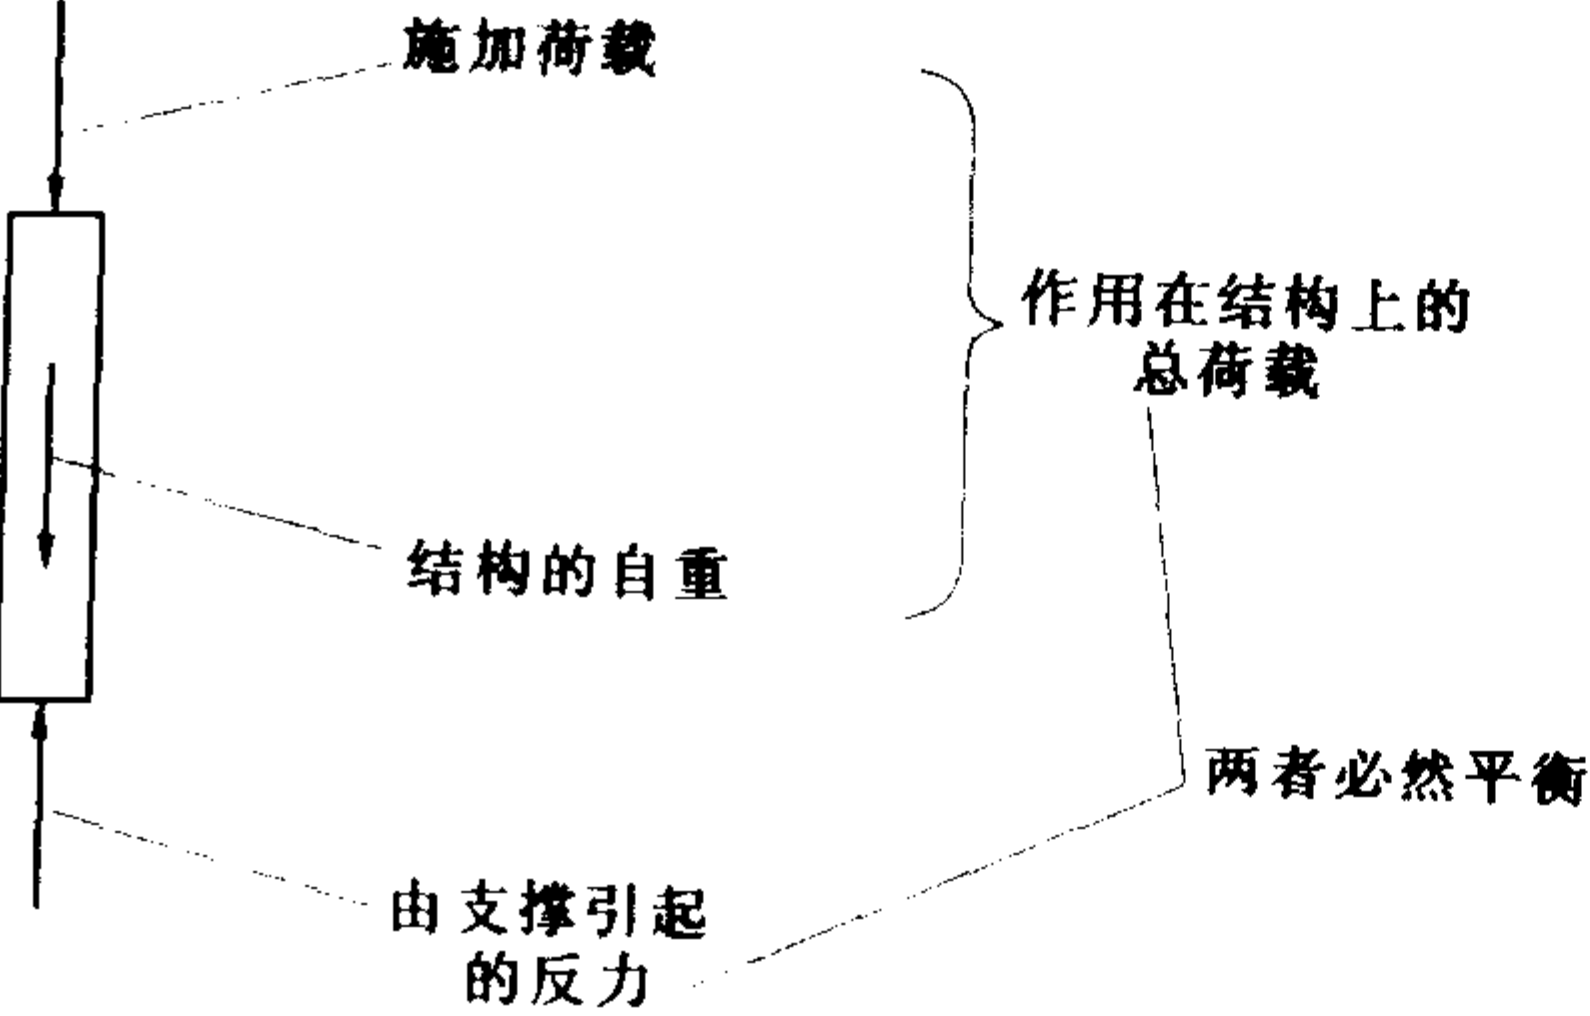 施加荷载
作用在结构上的
总荷载
结构的自重
两者必然平衡
由支撑引起
的反力